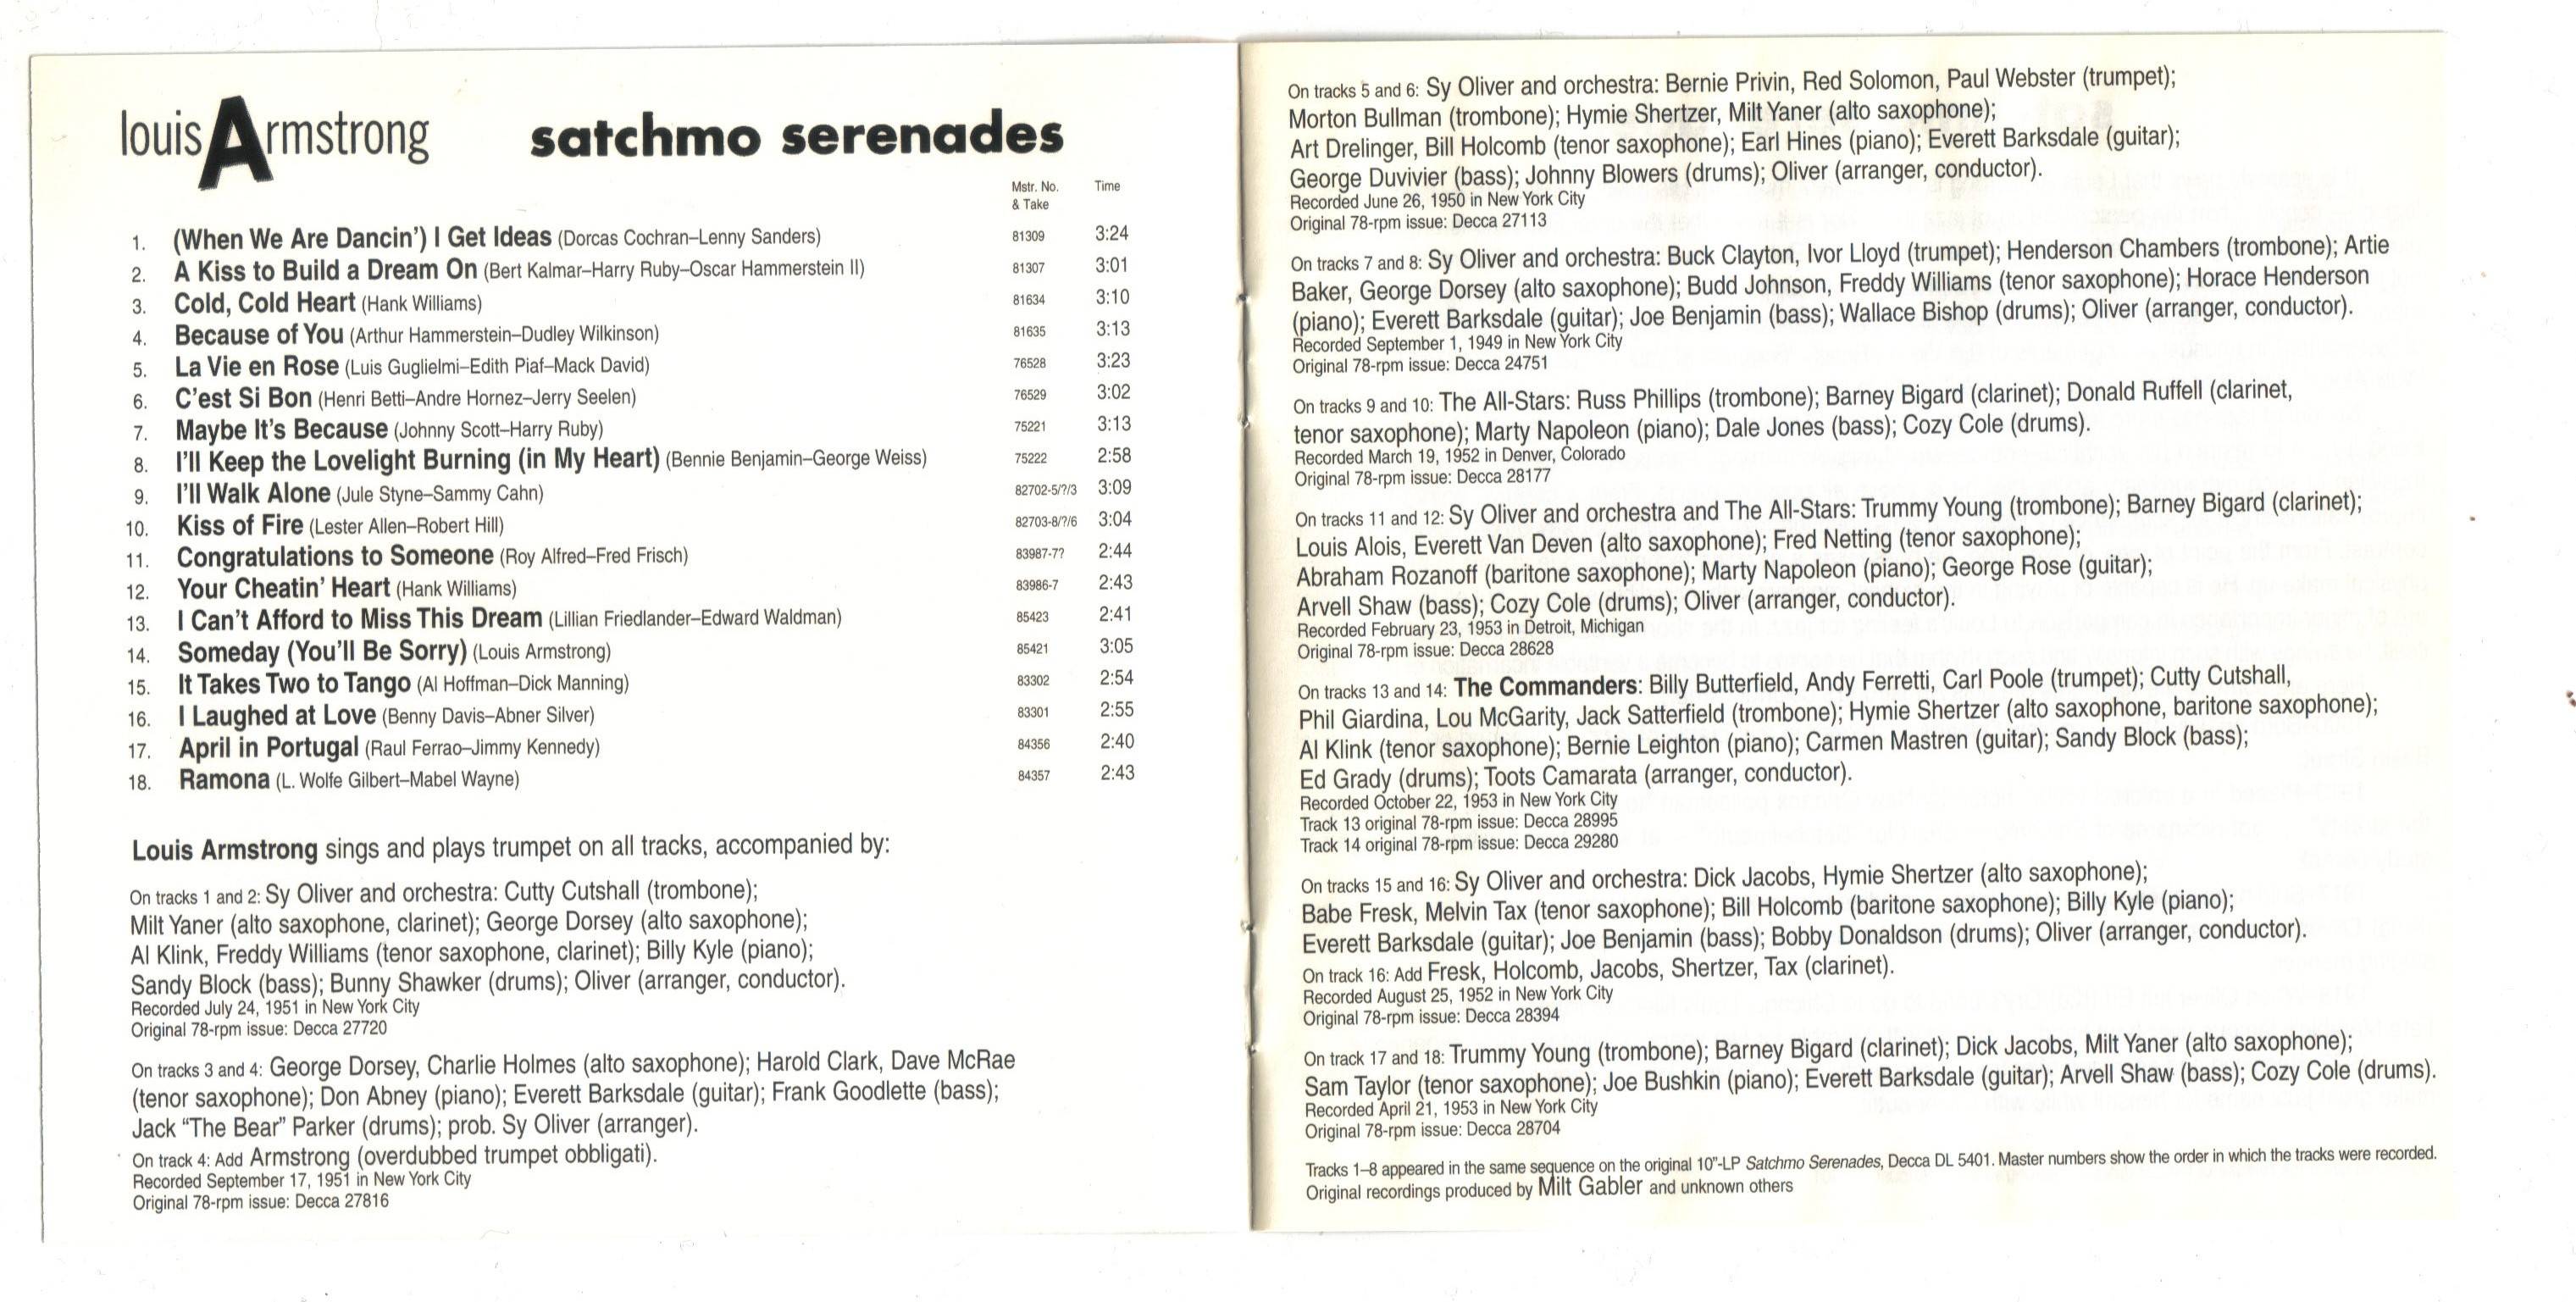 louis Armstrong satchmo serenades
Mstr. No. Time
& Take
1. (When We Are Dancin') I Get Ideas (Dorcas Cochran–Lenny Sanders) 81309 3:24
2. A Kiss to Build a Dream On (Bert Kalmar–Harry Ruby–Oscar Hammerstein II) 81307 3:01
3. Cold, Cold Heart (Hank Williams) 81634 3:10
4. Because of You (Arthur Hammerstein–Dudley Wilkinson) 81635 3:13
5. La Vie en Rose (Luis Guglielmi–Edith Piaf–Mack David) 76528 3:23
6. C'est Si Bon (Henri Betti–Andre Hornez–Jerry Seelen) 76529 3:02
7. Maybe It's Because (Johnny Scott–Harry Ruby) 75221 3:13
8. I'll Keep the Lovelight Burning (in My Heart) (Bennie Benjamin–George Weiss) 75222 2:58
9. I'll Walk Alone (Jule Styne–Sammy Cahn) 82702-5/?/3 3:09
10. Kiss of Fire (Lester Allen–Robert Hill) 82703-8/?/6 3:04
11. Congratulations to Someone (Roy Alfred–Fred Frisch) 83987-7? 2:44
12. Your Cheatin' Heart (Hank Williams) 83986-7 2:43
13. I Can't Afford to Miss This Dream (Lillian Friedlander–Edward Waldman) 85423 2:41
14. Someday (You'll Be Sorry) (Louis Armstrong) 85421 3:05
15. It Takes Two to Tango (Al Hoffman–Dick Manning) 83302 2:54
16. I Laughed at Love (Benny Davis–Abner Silver) 83301 2:55
17. April in Portugal (Raul Ferrao–Jimmy Kennedy) 84356 2:40
18. Ramona (L. Wolfe Gilbert–Mabel Wayne) 84357 2:43
Louis Armstrong sings and plays trumpet on all tracks, accompanied by:
On tracks 1 and 2: Sy Oliver and orchestra: Cutty Cutshall (trombone);
Milt Yaner (alto saxophone, clarinet); George Dorsey (alto saxophone);
Al Klink, Freddy Williams (tenor saxophone, clarinet); Billy Kyle (piano);
Sandy Block (bass); Bunny Shawker (drums); Oliver (arranger, conductor).
Recorded July 24, 1951 in New York City
Original 78-rpm issue: Decca 27720
On tracks 3 and 4: George Dorsey, Charlie Holmes (alto saxophone); Harold Clark, Dave McRae
(tenor saxophone); Don Abney (piano); Everett Barksdale (guitar); Frank Goodlette (bass);
Jack "The Bear" Parker (drums); prob. Sy Oliver (arranger).
On track 4: Add Armstrong (overdubbed trumpet obbligati).
Recorded September 17, 1951 in New York City
Original 78-rpm issue: Decca 27816
On tracks 5 and 6: Sy Oliver and orchestra: Bernie Privin, Red Solomon, Paul Webster (trumpet);
Morton Bullman (trombone); Hymie Shertzer, Milt Yaner (alto saxophone);
Art Drelinger, Bill Holcomb (tenor saxophone); Earl Hines (piano); Everett Barksdale (guitar);
George Duvivier (bass); Johnny Blowers (drums); Oliver (arranger, conductor).
Recorded June 26, 1950 in New York City
Original 78-rpm issue: Decca 27113
On tracks 7 and 8: Sy Oliver and orchestra: Buck Clayton, Ivor Lloyd (trumpet); Henderson Chambers (trombone); Artie
Baker, George Dorsey (alto saxophone); Budd Johnson, Freddy Williams (tenor saxophone); Horace Henderson
(piano); Everett Barksdale (guitar); Joe Benjamin (bass); Wallace Bishop (drums); Oliver (arranger, conductor).
Recorded September 1, 1949 in New York City
Original 78-rpm issue: Decca 24751
On tracks 9 and 10: The All-Stars: Russ Phillips (trombone); Barney Bigard (clarinet); Donald Ruffell (clarinet,
tenor saxophone); Marty Napoleon (piano); Dale Jones (bass); Cozy Cole (drums).
Recorded March 19, 1952 in Denver, Colorado
Original 78-rpm issue: Decca 28177
On tracks 11 and 12: Sy Oliver and orchestra and The All-Stars: Trummy Young (trombone); Barney Bigard (clarinet);
Louis Alois, Everett Van Deven (alto saxophone); Fred Netting (tenor saxophone);
Abraham Rozanoff (baritone saxophone); Marty Napoleon (piano); George Rose (guitar);
Arvell Shaw (bass); Cozy Cole (drums); Oliver (arranger, conductor).
Recorded February 23, 1953 in Detroit, Michigan
Original 78-rpm issue: Decca 28628
On tracks 13 and 14: The Commanders: Billy Butterfield, Andy Ferretti, Carl Poole (trumpet); Cutty Cutshall,
Phil Giardina, Lou McGarity, Jack Satterfield (trombone); Hymie Shertzer (alto saxophone, baritone saxophone);
Al Klink (tenor saxophone); Bernie Leighton (piano); Carmen Mastren (guitar); Sandy Block (bass);
Ed Grady (drums); Toots Camarata (arranger, conductor).
Recorded October 22, 1953 in New York City
Track 13 original 78-rpm issue: Decca 28995
Track 14 original 78-rpm issue: Decca 29280
On tracks 15 and 16: Sy Oliver and orchestra: Dick Jacobs, Hymie Shertzer (alto saxophone);
Babe Fresk, Melvin Tax (tenor saxophone); Bill Holcomb (baritone saxophone); Billy Kyle (piano);
Everett Barksdale (guitar); Joe Benjamin (bass); Bobby Donaldson (drums); Oliver (arranger, conductor).
On track 16: Add Fresk, Holcomb, Jacobs, Shertzer, Tax (clarinet).
Recorded August 25, 1952 in New York City
Original 78-rpm issue: Decca 28394
On track 17 and 18: Trummy Young (trombone); Barney Bigard (clarinet); Dick Jacobs, Milt Yaner (alto saxophone);
Sam Taylor (tenor saxophone); Joe Bushkin (piano); Everett Barksdale (guitar); Arvell Shaw (bass); Cozy Cole (drums).
Recorded April 21, 1953 in New York City
Original 78-rpm issue: Decca 28704
Tracks 1–8 appeared in the same sequence on the original 10"-LP Satchmo Serenades, Decca DL 5401. Master numbers show the order in which the tracks were recorded.
Original recordings produced by Milt Gabler and unknown others